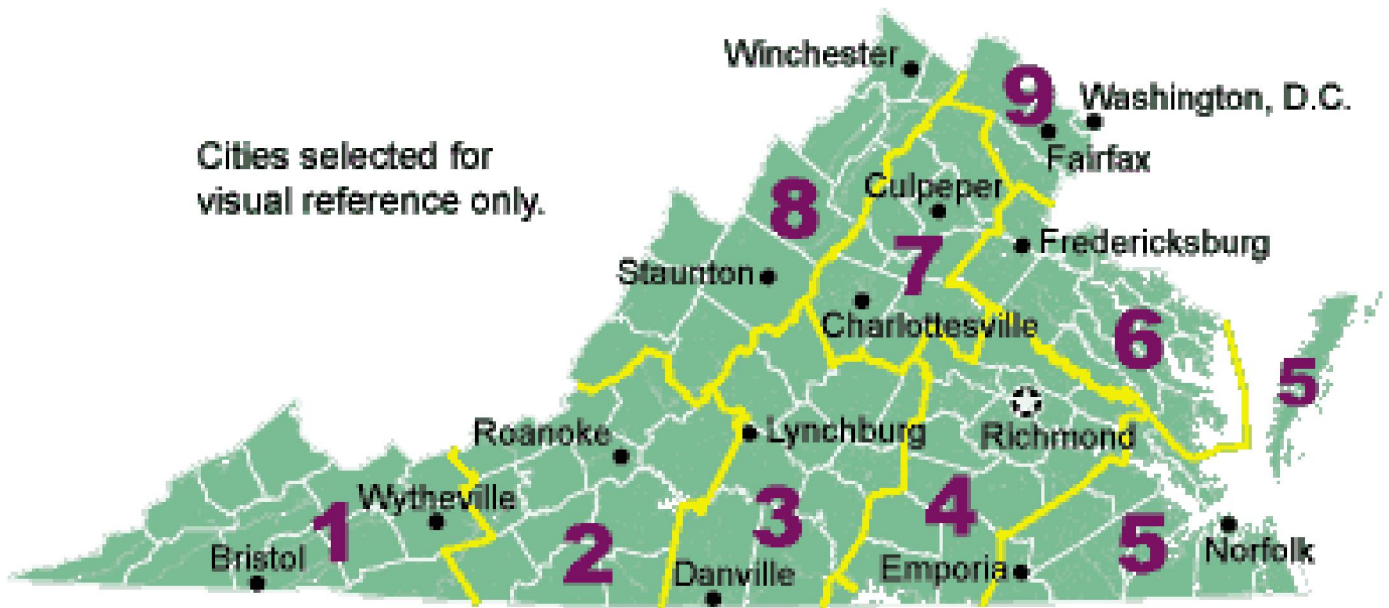 Winchester
9
Washington, D.C.
Cities selected for
visual reference only.
Fairfax
Culpeper
8
Fredericksburg
7
Staunton
Charlottesville
6
5
Roanoke
Lynchburg
Richmond
Wytheville
3
4
1
2
5
Norfolk
Bristol
Danville
Emporia